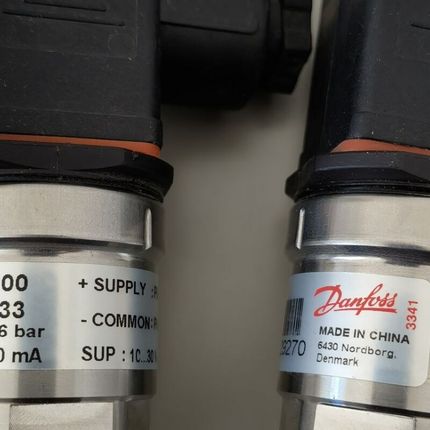 00
33
6 bar
0 mA
+ SUPPLY : P
- COMMON: P
SUP : 10...30
Danfoss
3341
MADE IN CHINA
6430 Nordborg,
Denmark
9270